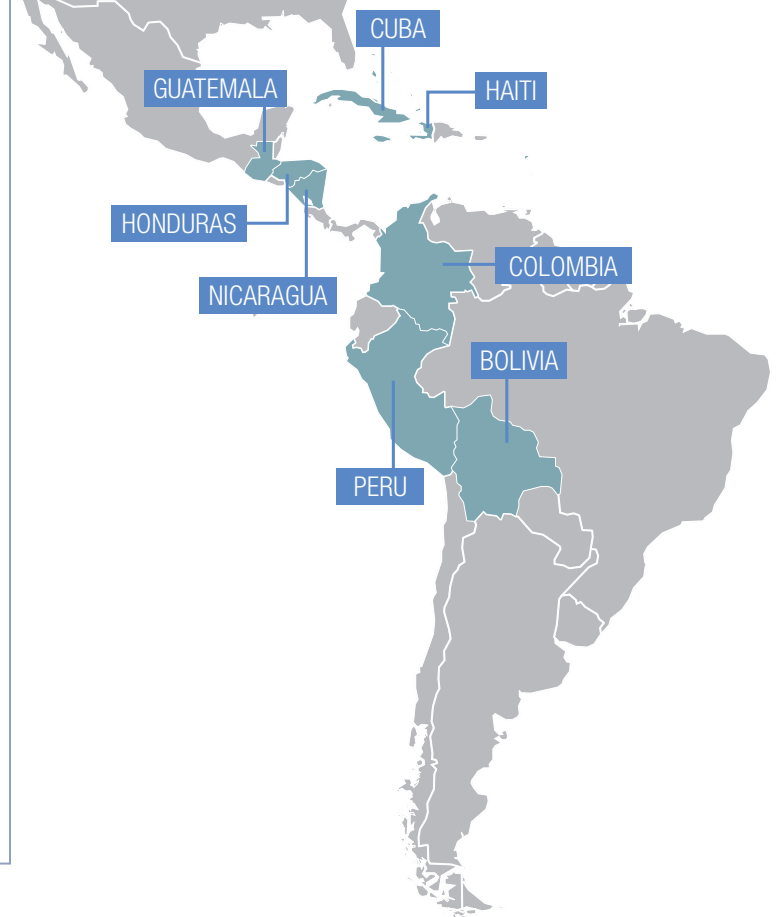 CUBA
GUATEMALA
HAITI
HONDURAS
COLOMBIA
NICARAGUA
BOLIVIA
PERU